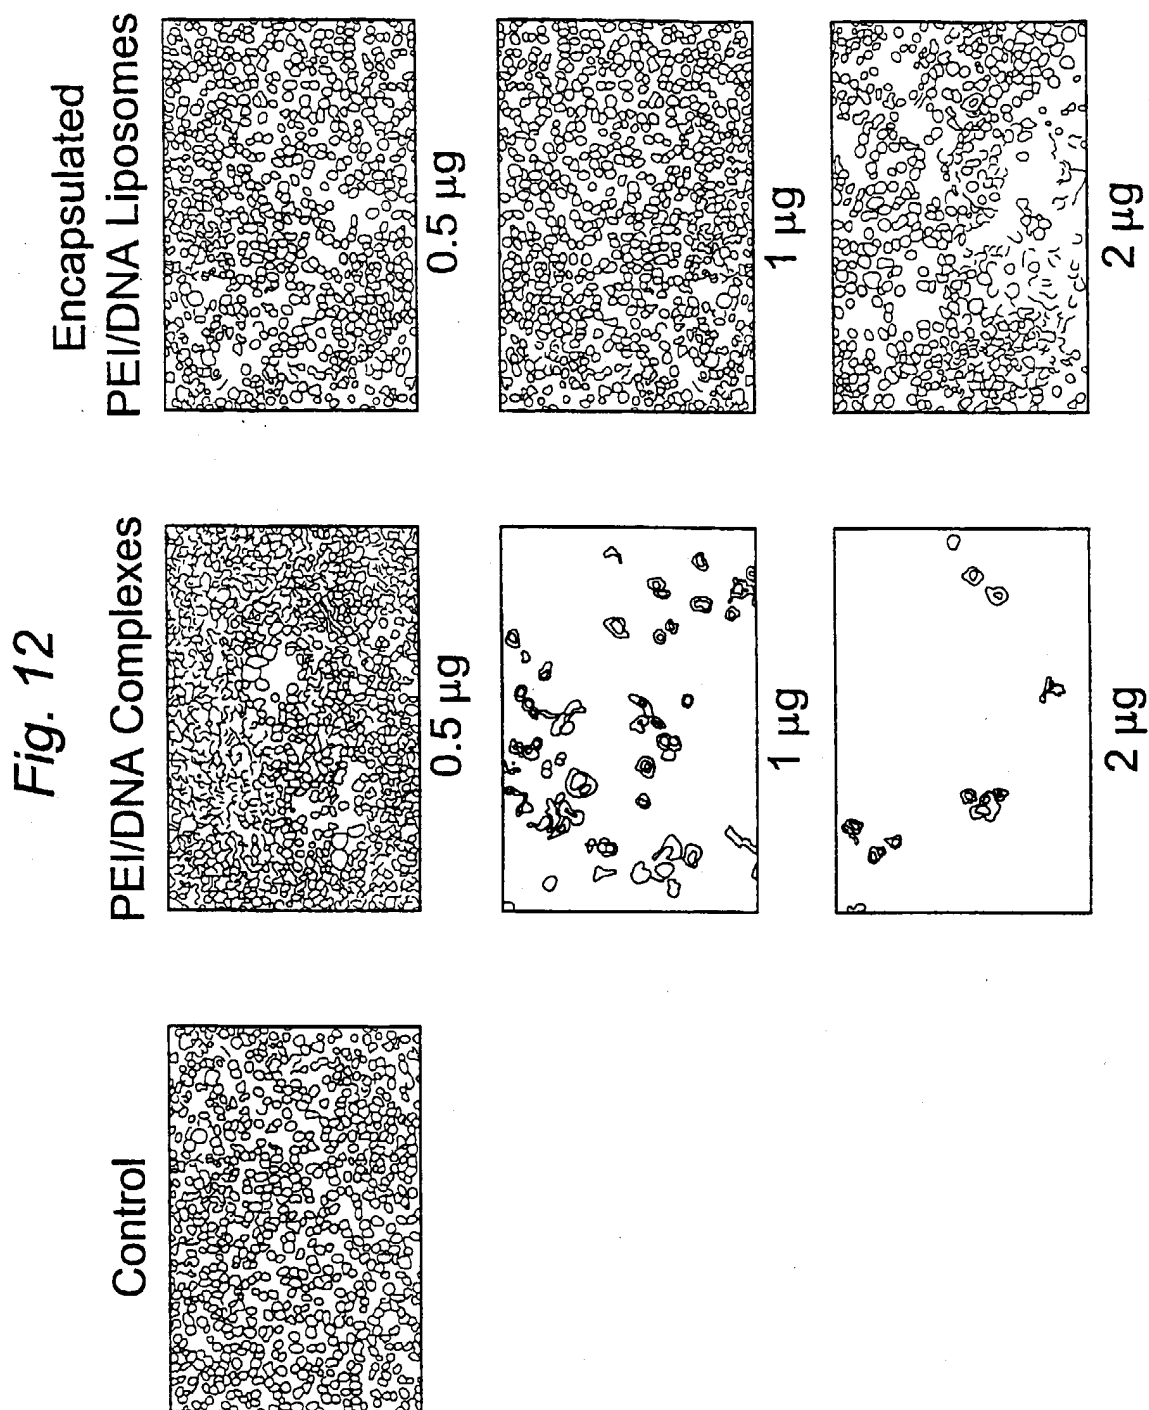 Fig. 12
Control
PEI/DNA Complexes
0.5 µg
1 µg
2 µg
Encapsulated
PEI/DNA Liposomes
0.5 µg
1 µg
2 µg